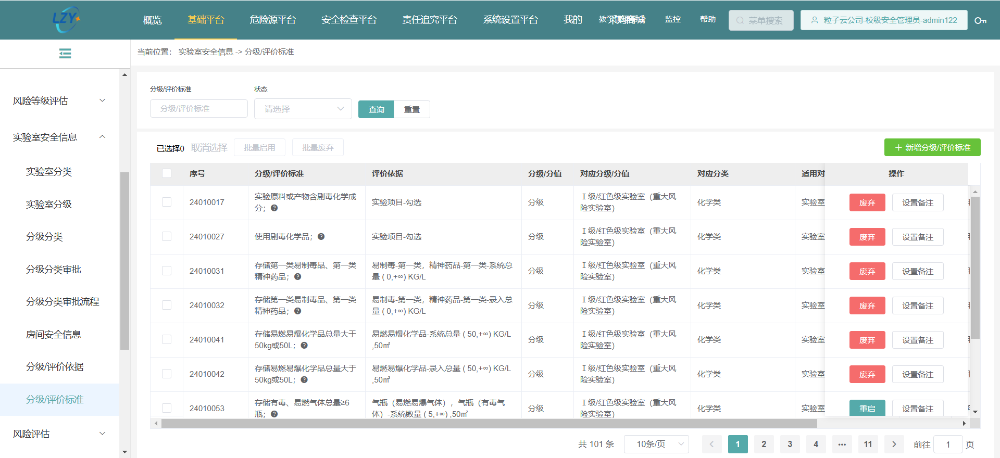 LZY
概览
基础平台
危险源平台
安全检查平台
责任追究平台
系统设置平台
我的
监控
帮助
菜单搜索
粒子云公司-校级安全管理员-admin122
当前位置： 实验室安全信息 -> 分级/评价标准
风险等级评估
实验室安全信息
实验室分类
实验室分级
分级分类
分级分类审批
分级分类审批流程
房间安全信息
分级/评价依据
分级/评价标准
风险评估
分级/评价标准
状态
分级/评价标准
请选择
查询
重置
已选择0 取消选择 批量启用 批量废弃
新增分级/评价标准
序号 分级/评价标准 评价依据 分级/分值 对应分级/分值 对应分类 适用对 操作
24010017
实验原料或产物含剧毒化学成
分；
实验项目-勾选
分级
Ⅰ级/红色级实验室（重大风
险实验室）
化学类
实验室
废弃 设置备注
24010027
使用剧毒化学品；
实验项目-勾选
分级
Ⅰ级/红色级实验室（重大风
险实验室）
化学类
实验室
废弃 设置备注
24010031
存储第一类易制毒品、第一类
精神药品；
易制毒-第一类，精神药品-第一类-系统总
量 ( 0,+∞) KG/L
分级
Ⅰ级/红色级实验室（重大风
险实验室）
化学类
实验室
废弃 设置备注
24010032
存储第一类易制毒品、第一类
精神药品；
易制毒-第一类，精神药品-第一类-录入总
量 ( 0,+∞) KG/L
分级
Ⅰ级/红色级实验室（重大风
险实验室）
化学类
实验室
废弃 设置备注
24010041
存储易燃易爆化学品总量大于
50kg或50L；
易燃易爆化学品-系统总量 ( 50,+∞) KG/L
,50㎡
分级
Ⅰ级/红色级实验室（重大风
险实验室）
化学类
实验室
废弃 设置备注
24010042
存储易燃易爆化学品总量大于
50kg或50L；
易燃易爆化学品-录入总量 ( 50,+∞) KG/L
,50㎡
分级
Ⅰ级/红色级实验室（重大风
险实验室）
化学类
实验室
废弃 设置备注
24010053
存储有毒、易燃气体总量≥6
瓶；
气瓶（易燃易爆气体），气瓶（有毒气
体）-系统数量 ( 5,+∞) ,50㎡
分级
Ⅰ级/红色级实验室（重大风
险实验室）
化学类
实验室
重启 设置备注
共 101 条 10条/页 1 2 3 4 ••• 11 前往 1 页